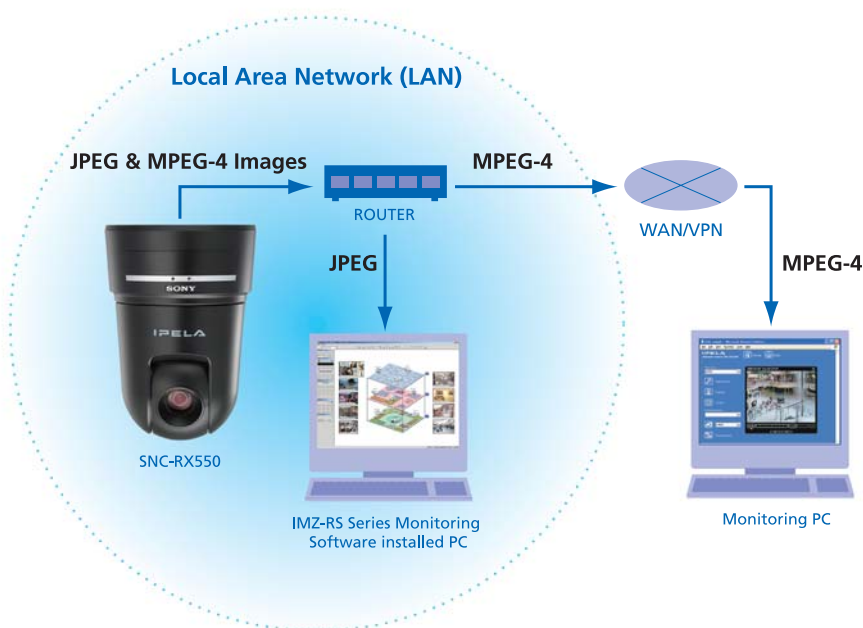 Local Area Network (LAN)
JPEG & MPEG-4 Images
MPEG-4
ROUTER
WAN/VPN
JPEG
MPEG-4
SONY
IPELA
SNC-RX550
IMZ-RS Series Monitoring
Software installed PC
Monitoring PC